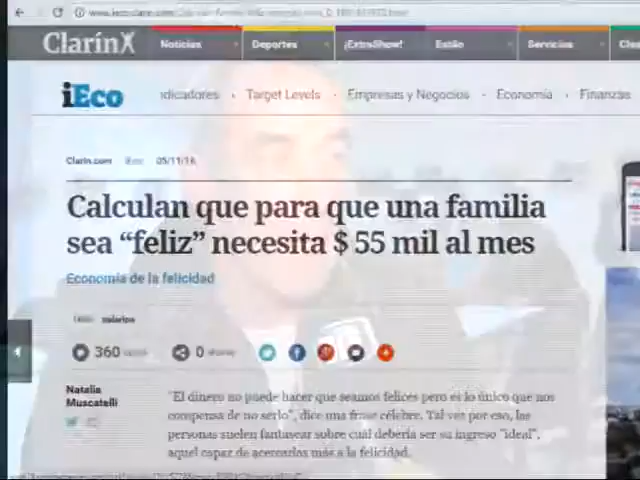 Clarín
Noticias
Deportes
¡ExtraShow!
Estilo
Servicios
iEco
ndicadores · Target Levels · Empresas y Negocios · Economía · Finanzas
Clarin.com iEco 05/11/16
Calculan que para que una familia
sea “feliz” necesita $ 55 mil al mes
Economía de la felicidad
salarios
360
0
Natalia
Muscatelli
"El dinero no puede hacer que seamos felices pero es lo único que nos
compensa de no serlo", dice una frase célebre. Tal vez por eso, las
personas suelen fantasear sobre cuál debería ser su ingreso "ideal",
aquel capaz de acercarlos más a la felicidad.